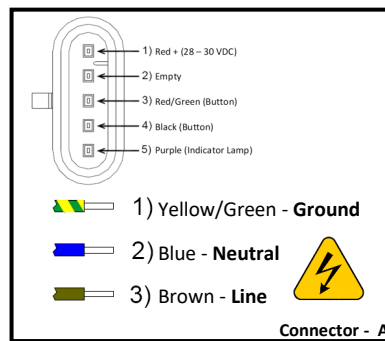 1) Red + (28 – 30 VDC)
2) Empty
3) Red/Green (Button)
4) Black (Button)
5) Purple (Indicator Lamp)
1) Yellow/Green - Ground
2) Blue - Neutral
3) Brown - Line
Connector - A